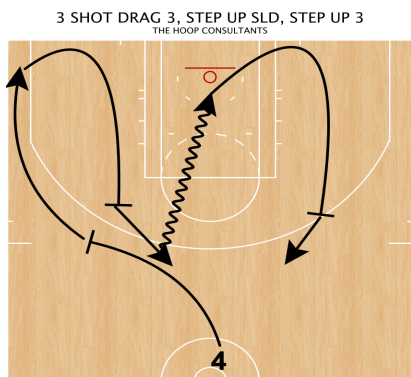 3 SHOT DRAG 3, STEP UP SLD, STEP UP 3
THE HOOP CONSULTANTS
4